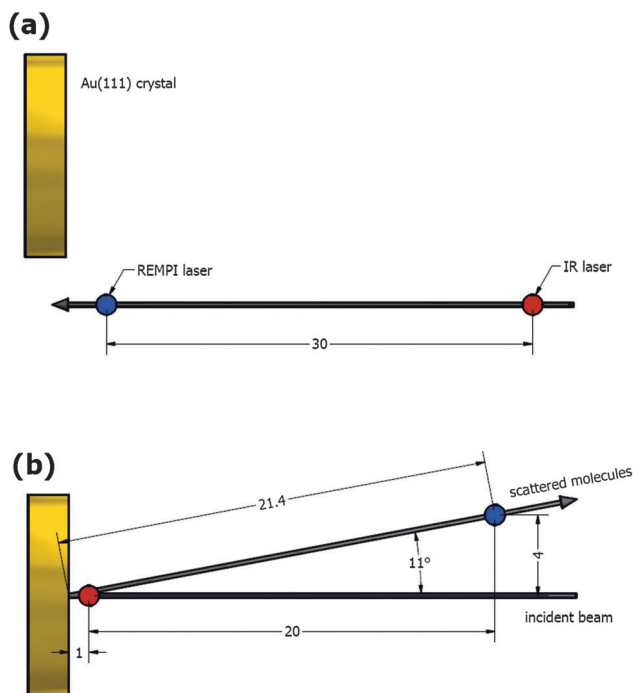 (a)
Au(111) crystal
REMPI laser
IR laser
30
(b)
21.4
scattered molecules
11°
4
incident beam
20
1